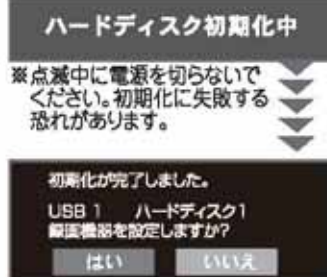 ハードディスク初期化中
※点滅中に電源を切らないで
ください。初期化に失敗する
恐れがあります。
初期化が完了しました。
USB 1 ハードディスク1
録画機器を設定しますか?
はい いいえ